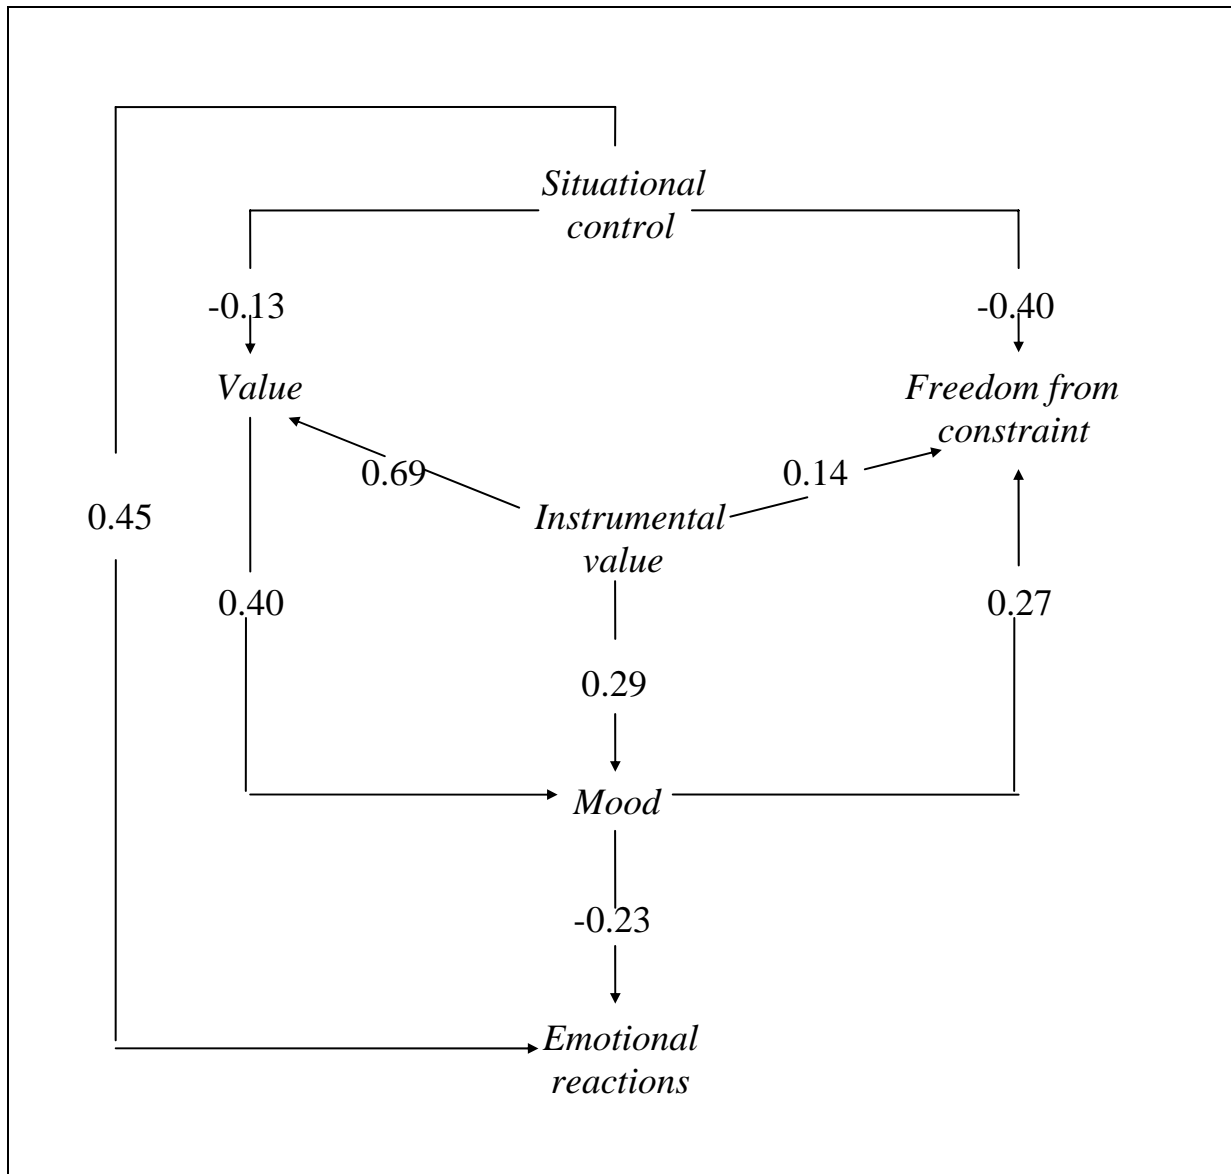 Situational
control
-0.13
-0.40
Value
Freedom from
constraint
0.69
0.14
0.45
Instrumental
value
0.40
0.27
0.29
Mood
-0.23
Emotional
reactions